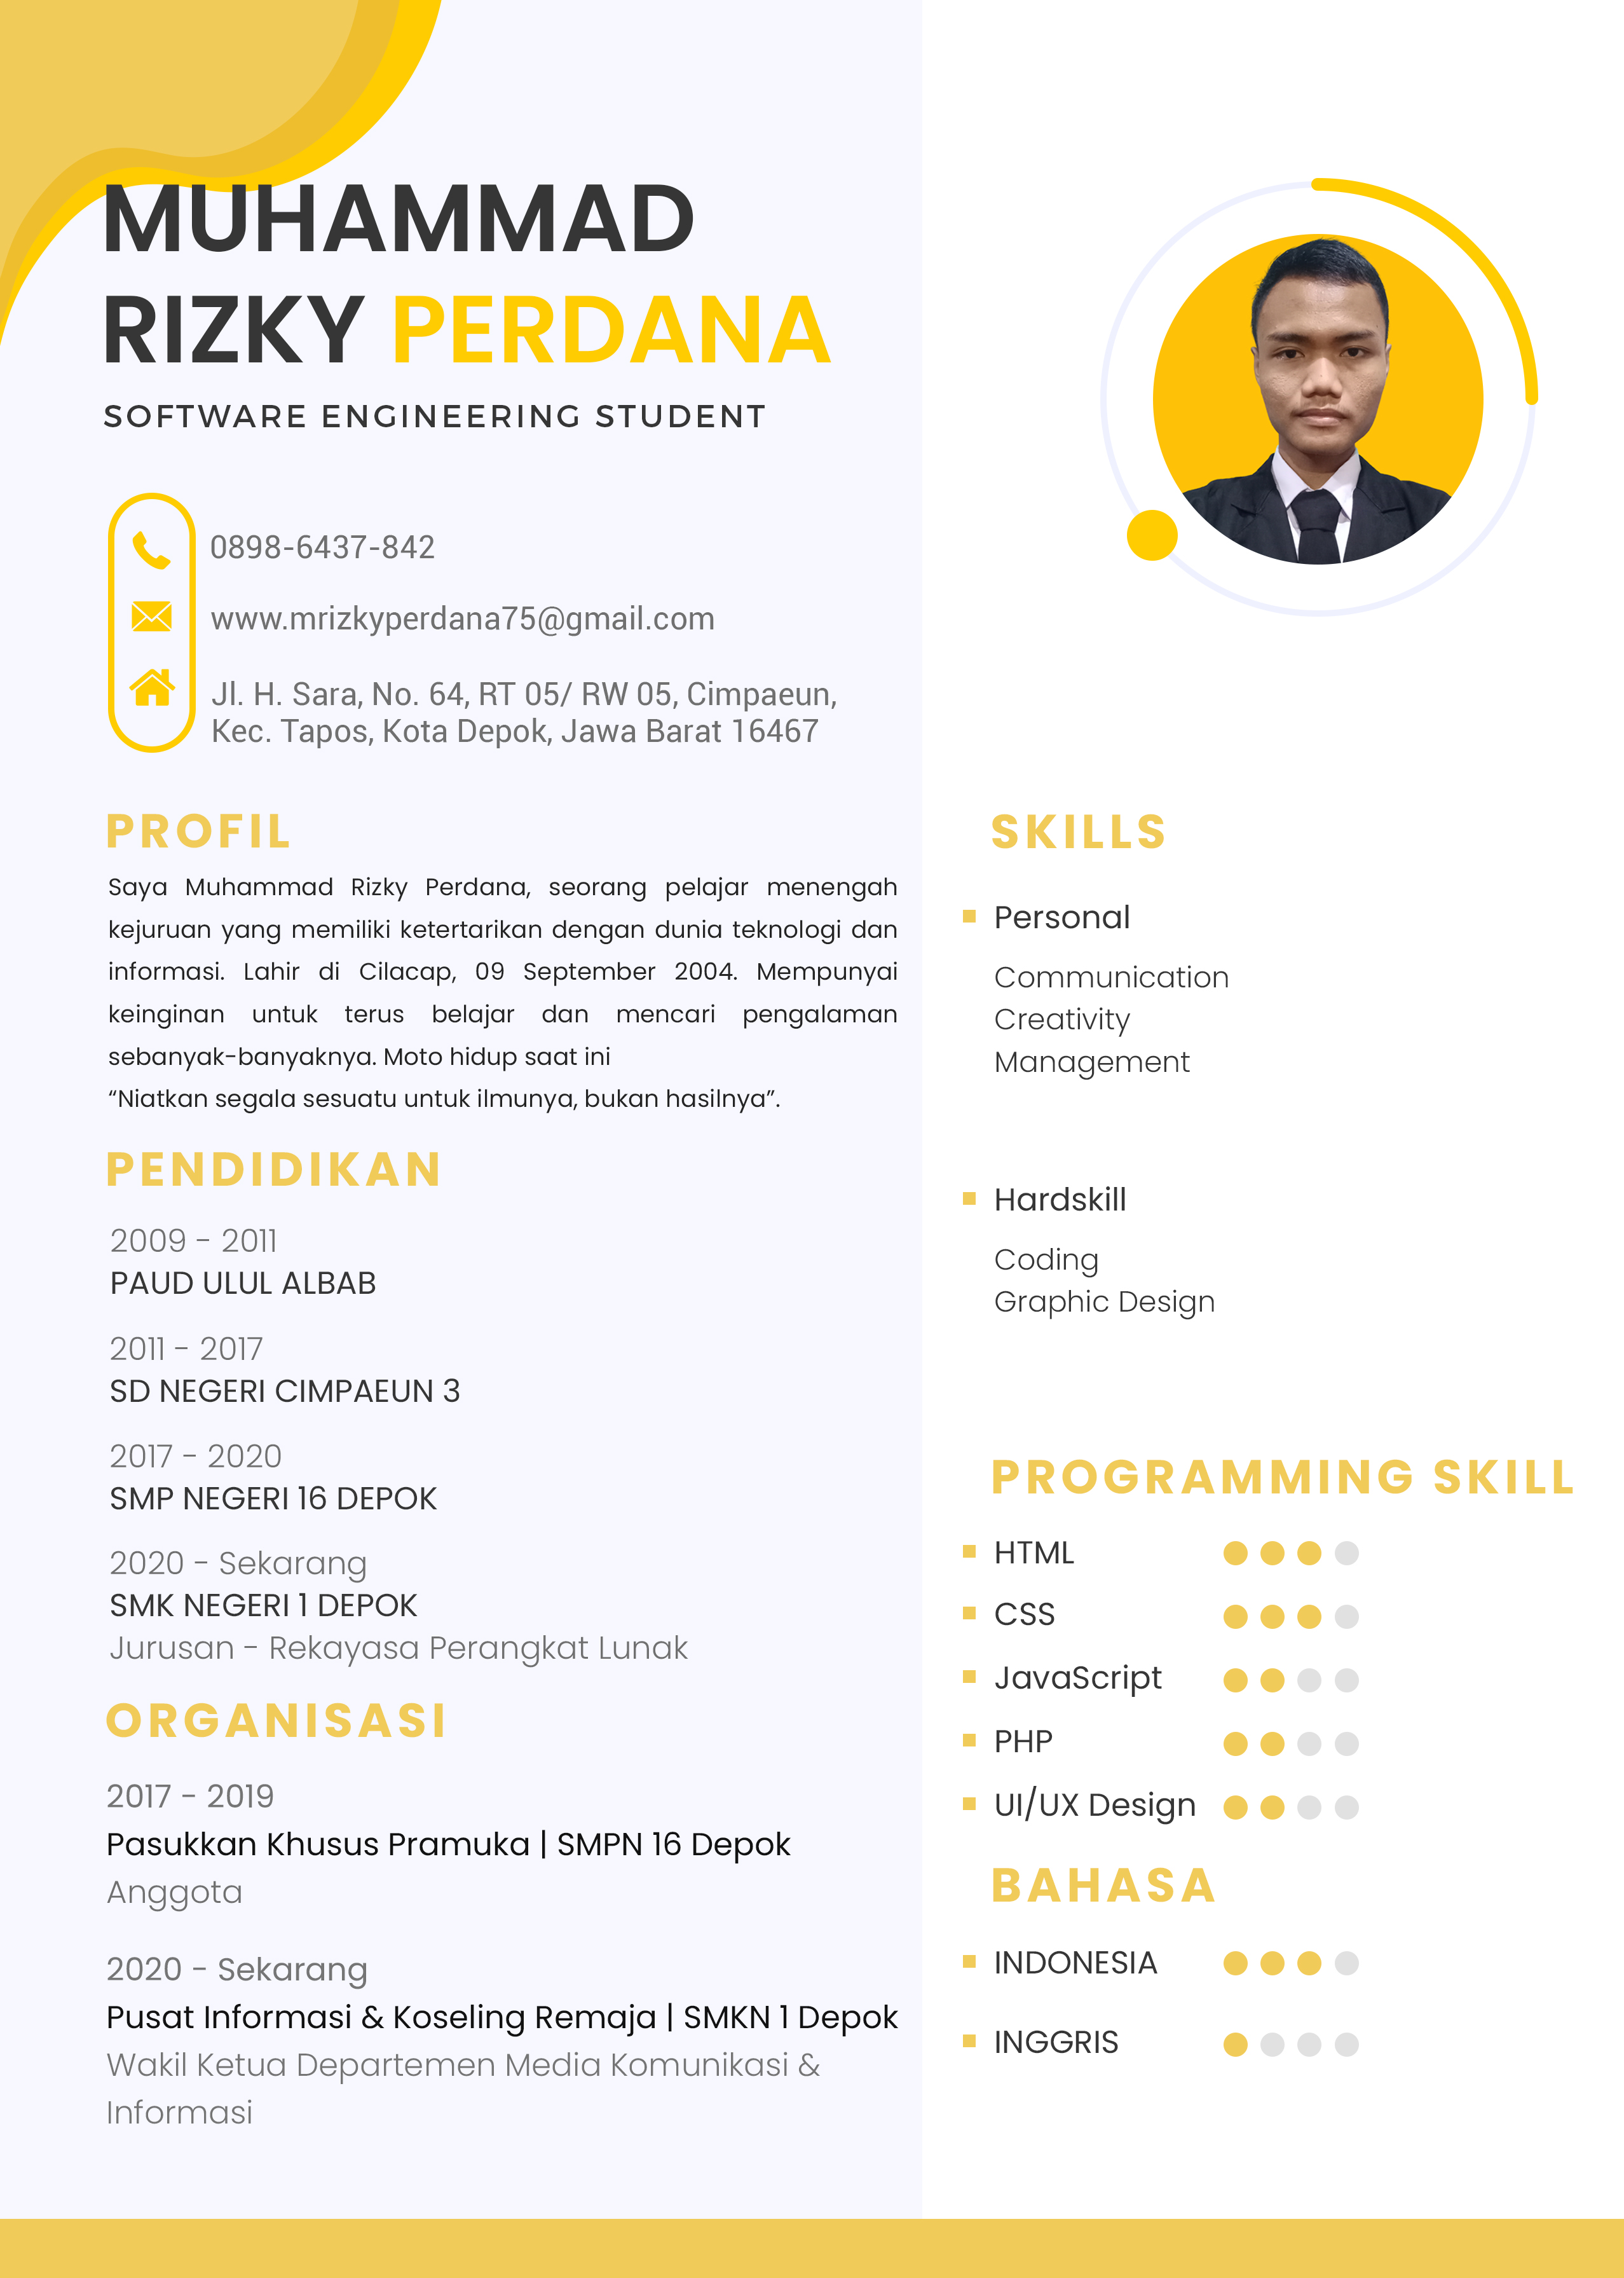 MUHAMMAD
RIZKY PERDANA
SOFTWARE ENGINEERING STUDENT
0898-6437-842
www.mrizkyperdana75@gmail.com
Jl. H. Sara, No. 64, RT 05/ RW 05, Cimpaeun,
Kec. Tapos, Kota Depok, Jawa Barat 16467
PROFIL
Saya Muhammad Rizky Perdana, seorang pelajar menengah
kejuruan yang memiliki ketertarikan dengan dunia teknologi dan
informasi. Lahir di Cilacap, 09 September 2004. Mempunyai
keinginan untuk terus belajar dan mencari pengalaman
sebanyak-banyaknya. Moto hidup saat ini
“Niatkan segala sesuatu untuk ilmunya, bukan hasilnya”.
PENDIDIKAN
2009 - 2011
PAUD ULUL ALBAB
2011 - 2017
SD NEGERI CIMPAEUN 3
2017 - 2020
SMP NEGERI 16 DEPOK
2020 - Sekarang
SMK NEGERI 1 DEPOK
Jurusan - Rekayasa Perangkat Lunak
ORGANISASI
2017 - 2019
Pasukkan Khusus Pramuka | SMPN 16 Depok
Anggota
2020 - Sekarang
Pusat Informasi & Koseling Remaja | SMKN 1 Depok
Wakil Ketua Departemen Media Komunikasi &
Informasi
SKILLS
Personal
Communication
Creativity
Management
Hardskill
Coding
Graphic Design
PROGRAMMING SKILL
HTML
CSS
JavaScript
PHP
UI/UX Design
BAHASA
INDONESIA
INGGRIS